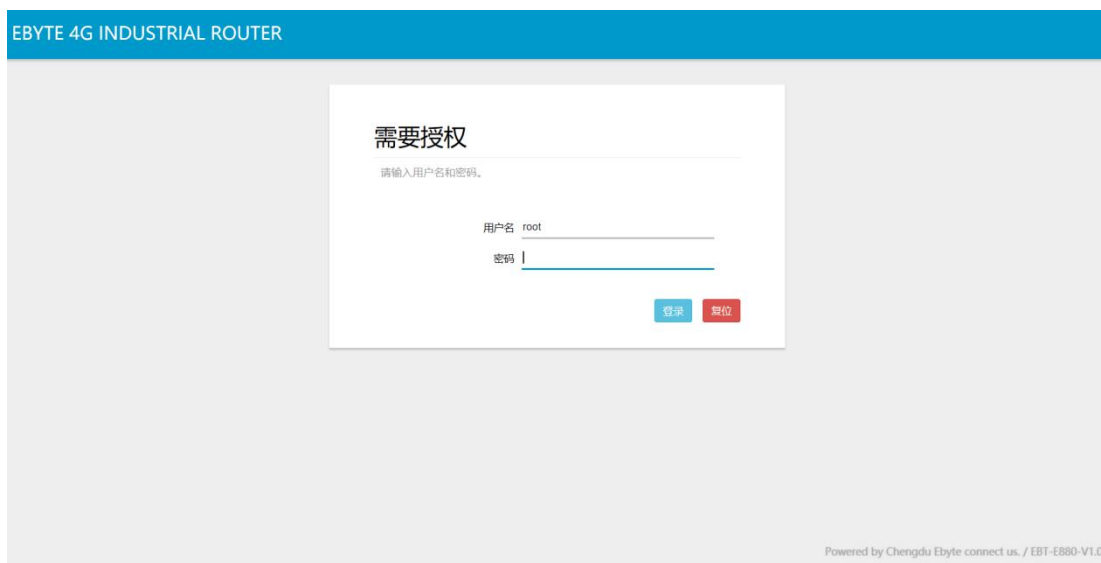 EBYTE 4G INDUSTRIAL ROUTER
需要授权
请输入用户名和密码。
用户名 root
密码
登录 复位
Powered by Chengdu Ebyte connect us. / EBT-E880-V1.0